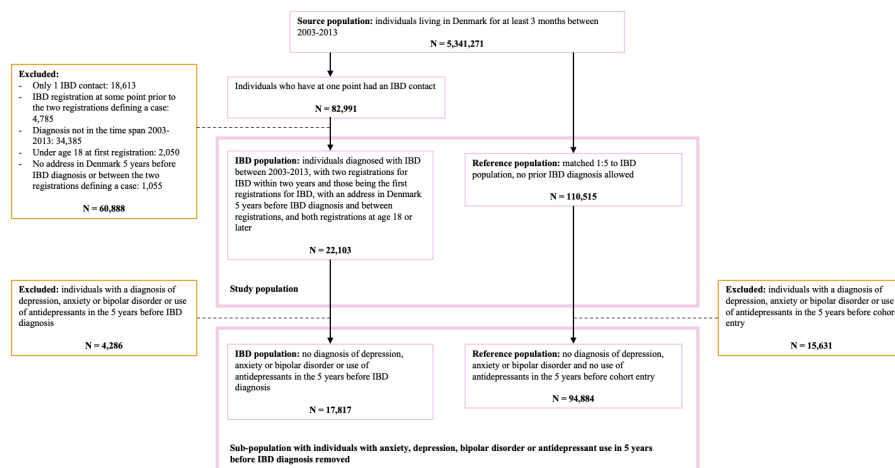 Source population: individuals living in Denmark for at least 3 months between
2003-2013
N = 5,341,271
Excluded:
- Only 1 IBD contact: 18,613
- IBD registration at some point prior to
the two registrations defining a case:
4,785
- Diagnosis not in the time span 2003-
2013: 34,385
- Under age 18 at first registration: 2,050
- No address in Denmark 5 years before
IBD diagnosis or between the two
registrations defining a case: 1,055
N = 60,888
Individuals who have at one point had an IBD contact
N = 82,991
IBD population: individuals diagnosed with IBD
between 2003-2013, with two registrations for
IBD within two years and those being the first
registrations for IBD, with an address in Denmark
5 years before IBD diagnosis and between
registrations, and both registrations at age 18 or
later
N = 22,103
Reference population: matched 1:5 to IBD
population, no prior IBD diagnosis allowed
N = 110,515
Study population
Excluded: individuals with a diagnosis of
depression, anxiety or bipolar disorder or use
of antidepressants in the 5 years before IBD
diagnosis
N = 4,286
Excluded: individuals with a diagnosis of
depression, anxiety or bipolar disorder or use
of antidepressants in the 5 years before cohort
entry
N = 15,631
IBD population: no diagnosis of depression,
anxiety or bipolar disorder or use of
antidepressants in the 5 years before IBD
diagnosis
N = 17,817
Reference population: no diagnosis of depression,
anxiety or bipolar disorder and no use of
antidepressants in the 5 years before cohort entry
N = 94,884
Sub-population with individuals with anxiety, depression, bipolar disorder or antidepressant use in 5 years
before IBD diagnosis removed